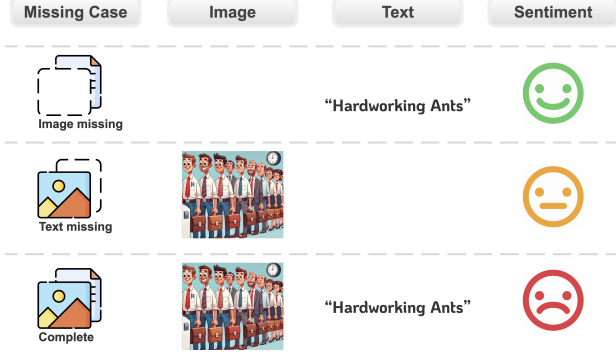 Missing Case Image Text Sentiment
“Hardworking Ants”
Image missing
Text missing
“Hardworking Ants”
Complete